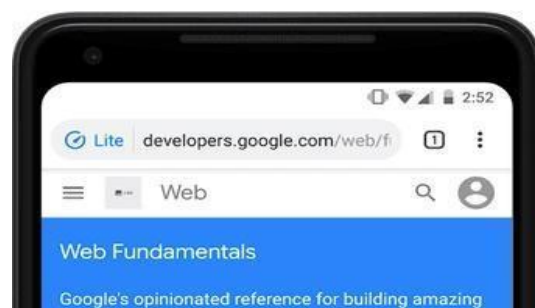 2:52
Lite developers.google.com/web/f
1
Web
Web Fundamentals
Google's opinionated reference for building amazing